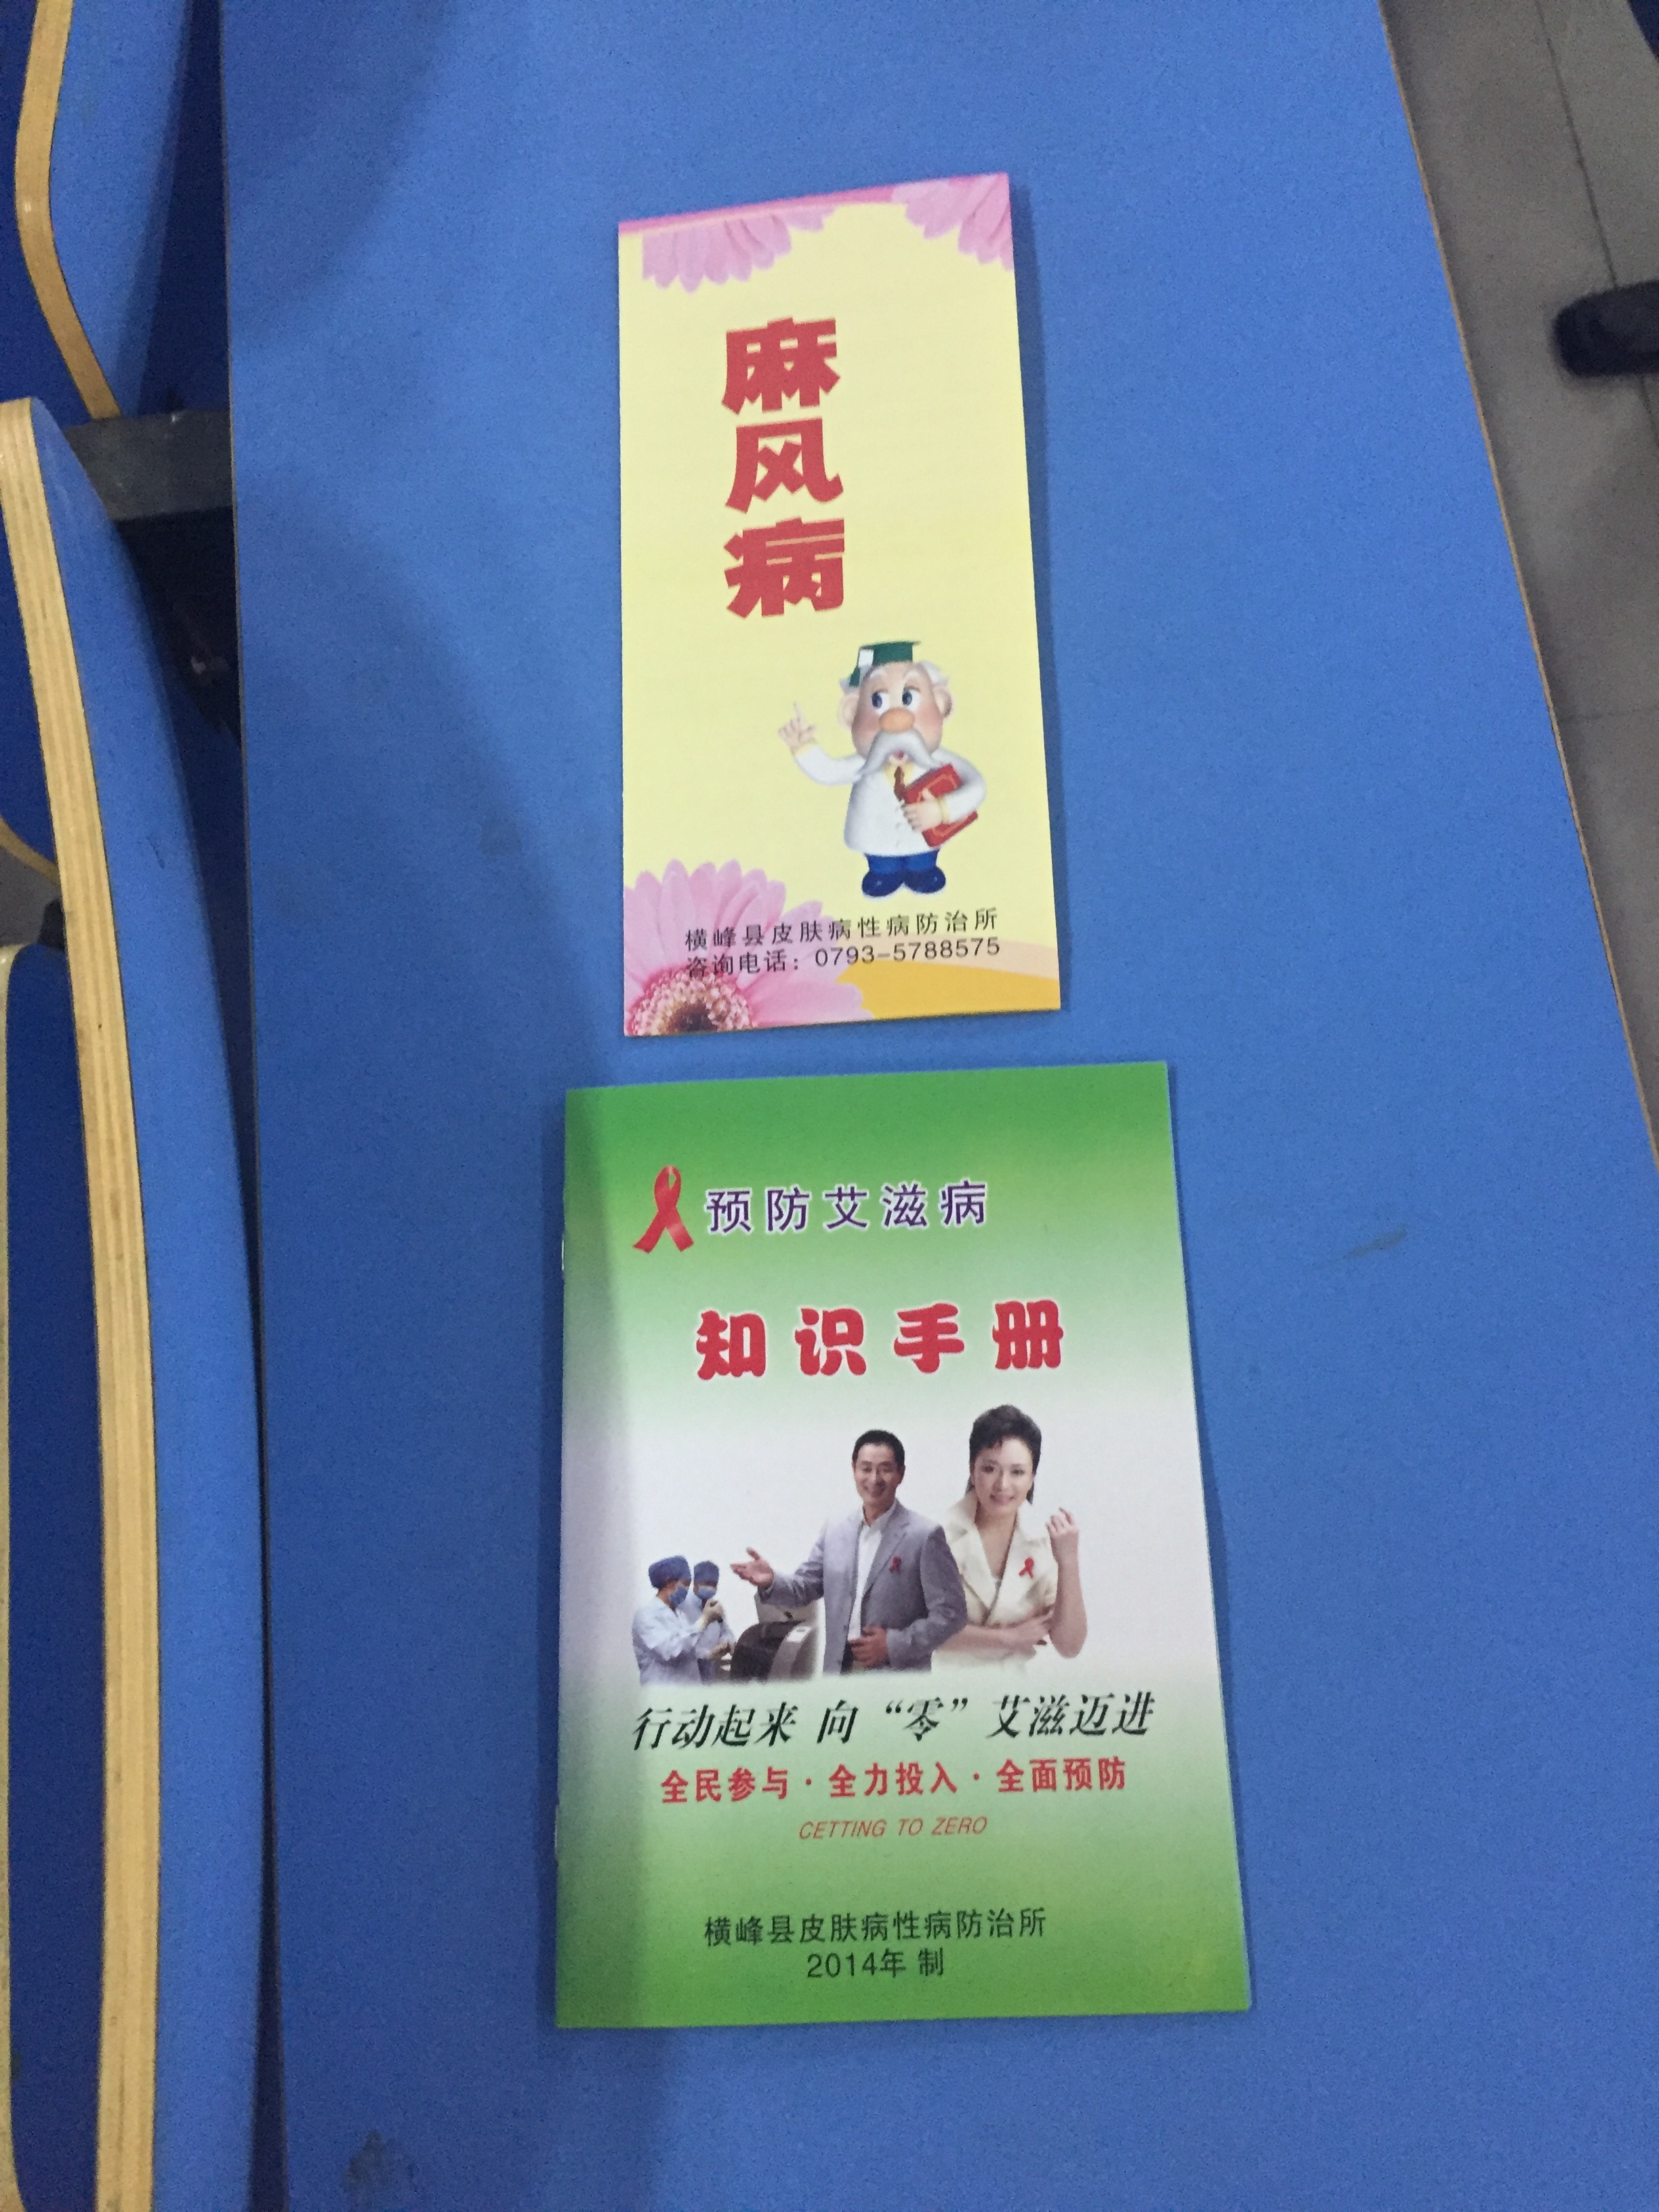 麻风病
横峰县皮肤病性病防治所
咨询电话：0793-5788575
预防艾滋病
知识手册
行动起来 向“零”艾滋迈进
全民参与·全力投入·全面预防
CETTING TO ZERO
横峰县皮肤病性病防治所
2014年 制